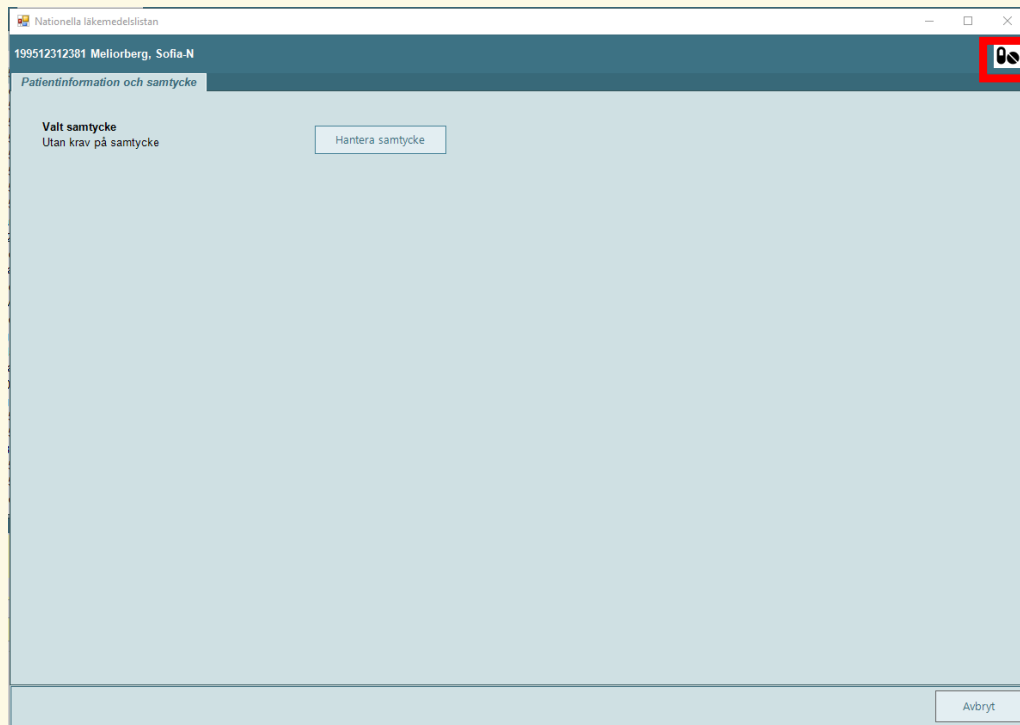 Nationella läkemedelslistan
199512312381 Meliorberg, Sofia-N
Patientinformation och samtycke
Valt samtycke
Utan krav på samtycke
Hantera samtycke
Avbryt